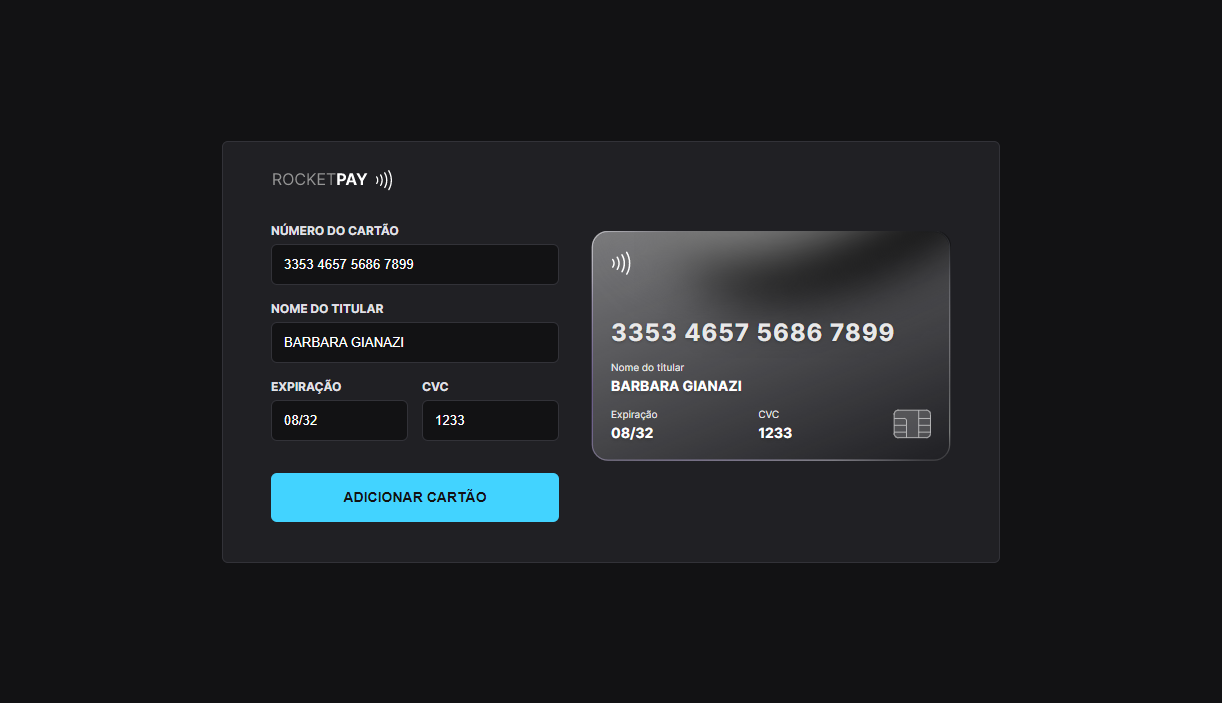 ROCKETPAY
NÚMERO DO CARTÃO
3353 4657 5686 7899
NOME DO TITULAR
BARBARA GIANAZI
EXPIRAÇÃO CVC
08/32 1233
ADICIONAR CARTÃO
3353 4657 5686 7899
Nome do titular
BARBARA GIANAZI
Expiração CVC
08/32 1233